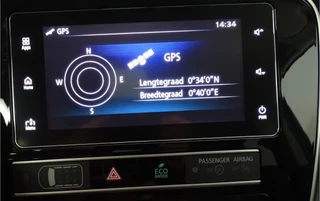 14:34
GPS
Apps
N
GPS
W
E
Home
Lengtegraad 0°34'0"N
Breedtegraad 0°40'0"E
S
PWR
Menu
PASSENGER AIRBAG
ECO
MODE